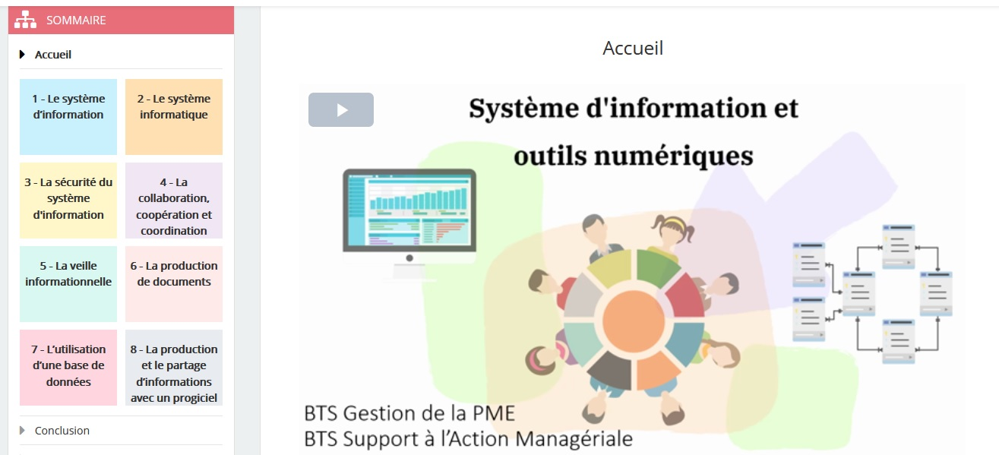 SOMMAIRE
Accueil
1 - Le système
d’information
2 - Le système
informatique
3 - La sécurité du
système
d'information
4 - La
collaboration,
coopération et
coordination
5 - La veille
informationnelle
6 - La production
de documents
7 - L’utilisation
d’une base de
données
8 - La production
et le partage
d’informations
avec un progiciel
Conclusion
Accueil
Système d'information et
outils numériques
BTS Gestion de la PME
BTS Support à l’Action Managériale